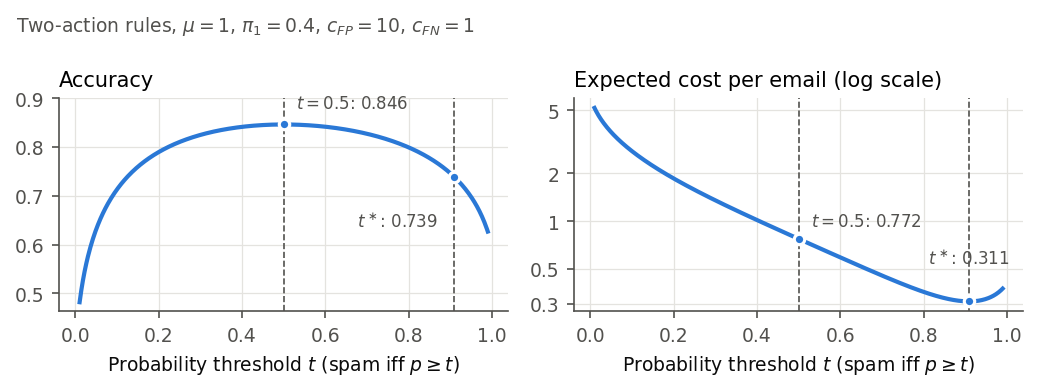 Two-action rules, μ = 1, π₁ = 0.4, c_FP = 10, c_FN = 1
Accuracy
0.9
0.8
0.7
0.6
0.5
t = 0.5: 0.846
t*: 0.739
0.0 0.2 0.4 0.6 0.8 1.0
Probability threshold t (spam iff p ≥ t)
Expected cost per email (log scale)
5
2
1
0.5
0.3
t = 0.5: 0.772
t*: 0.311
0.0 0.2 0.4 0.6 0.8 1.0
Probability threshold t (spam iff p ≥ t)